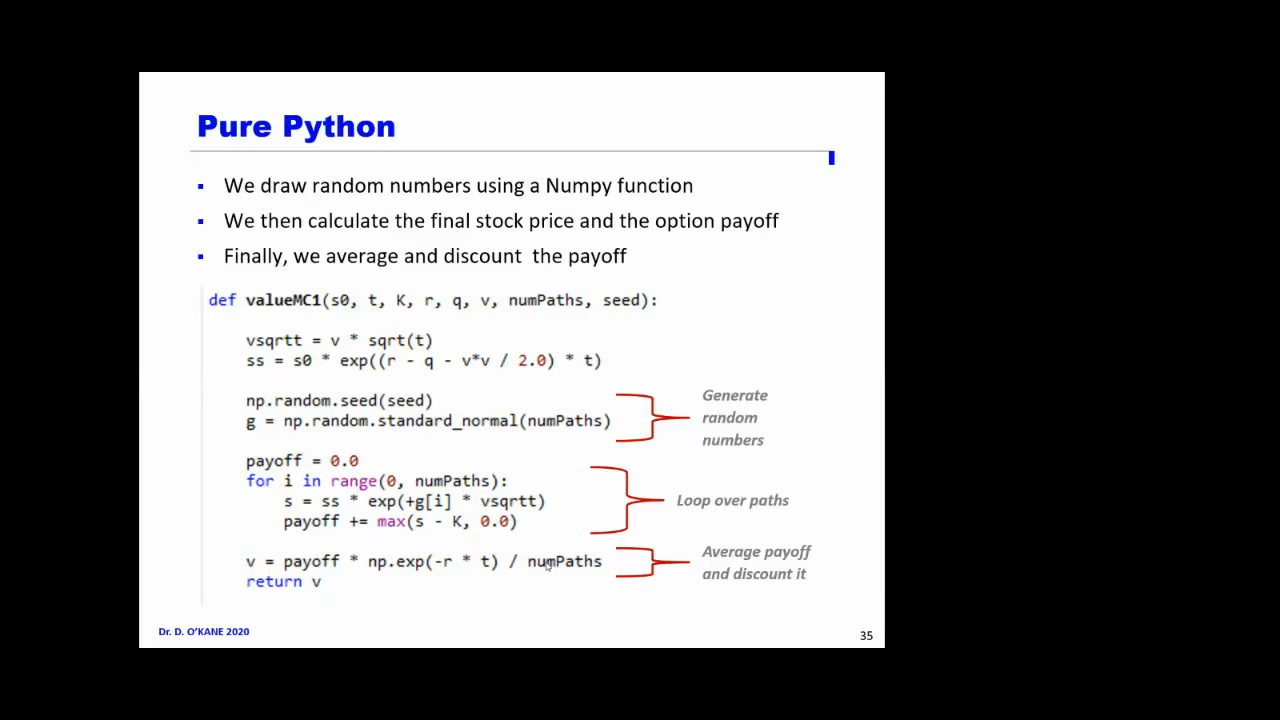 Pure Python
▪ We draw random numbers using a Numpy function
▪ We then calculate the final stock price and the option payoff
▪ Finally, we average and discount  the payoff
def valueMC1(s0, t, K, r, q, v, numPaths, seed):
vsqrtt = v * sqrt(t)
ss = s0 * exp((r - q - v*v / 2.0) * t)
np.random.seed(seed)
g = np.random.standard_normal(numPaths)
Generate
random
numbers
payoff = 0.0
for i in range(0, numPaths):
s = ss * exp(+g[i] * vsqrtt)
payoff += max(s - K, 0.0)
Loop over paths
v = payoff * np.exp(-r * t) / numPaths
return v
Average payoff
and discount it
Dr. D. O'KANE 2020
35